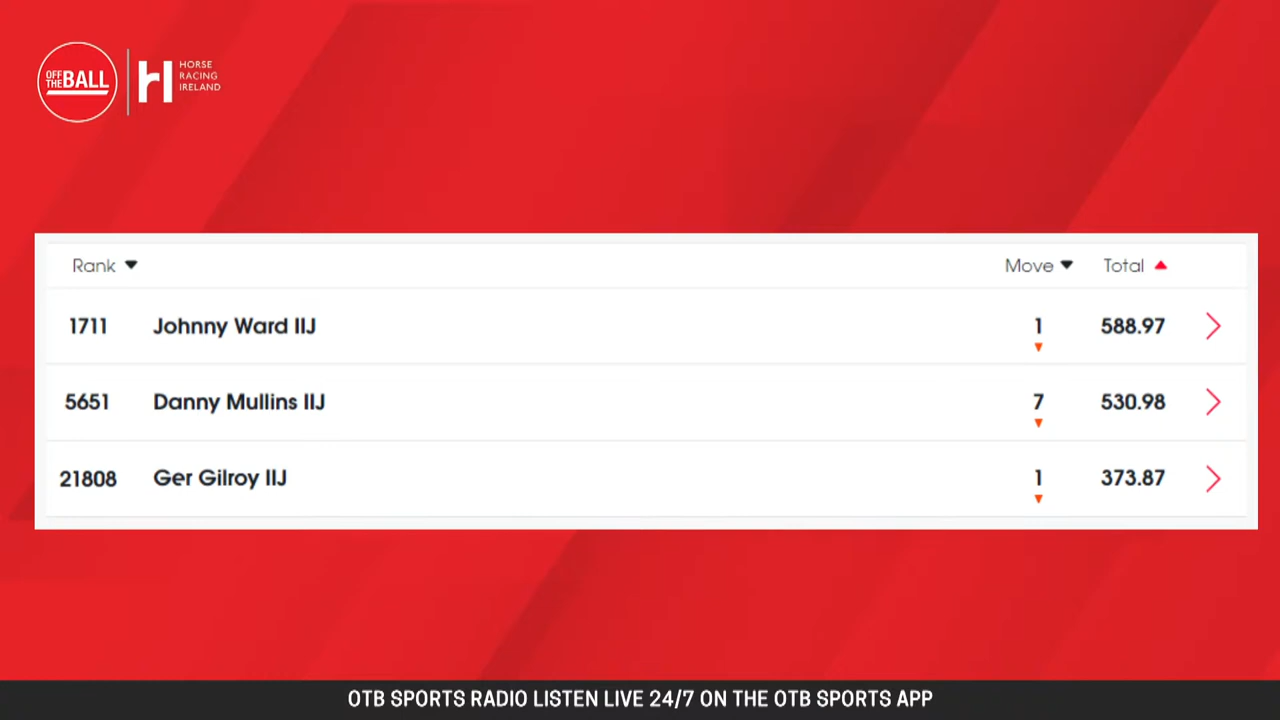 OFF
THE BALL
HORSE
RACING
IRELAND
Rank Move Total
1711 Johnny Ward IIJ 1 588.97
5651 Danny Mullins IIJ 7 530.98
21808 Ger Gilroy IIJ 1 373.87
OTB SPORTS RADIO LISTEN LIVE 24/7 ON THE OTB SPORTS APP